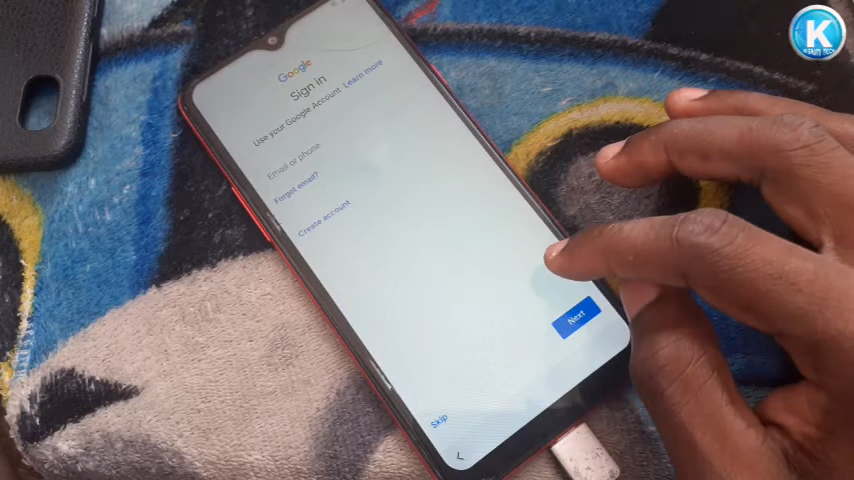 K
Google
Sign in
Use your Google Account. Learn more
Email or phone
Forgot email?
Create account
Next
Skip